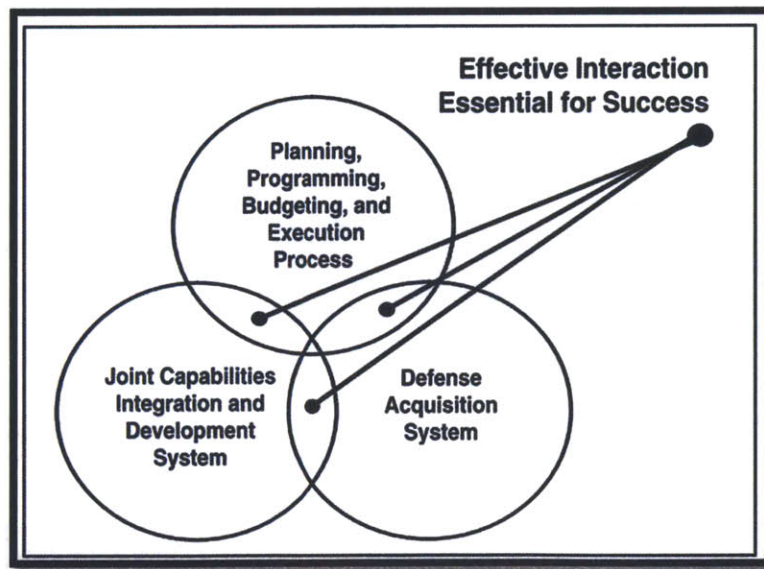 Effective Interaction
Essential for Success
Planning,
Programming,
Budgeting, and
Execution
Process
Joint Capabilities
Integration and
Development
System
Defense
Acquisition
System